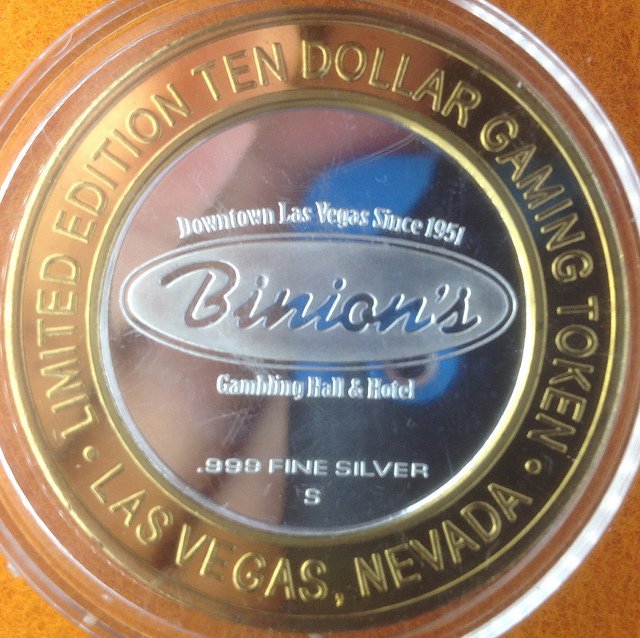 LIMITED EDITION TEN DOLLAR GAMING TOKEN
Downtown Las Vegas Since 1951
Binion's
Gambling Hall & Hotel
.999 FINE SILVER
S
• LAS VEGAS, NEVADA •